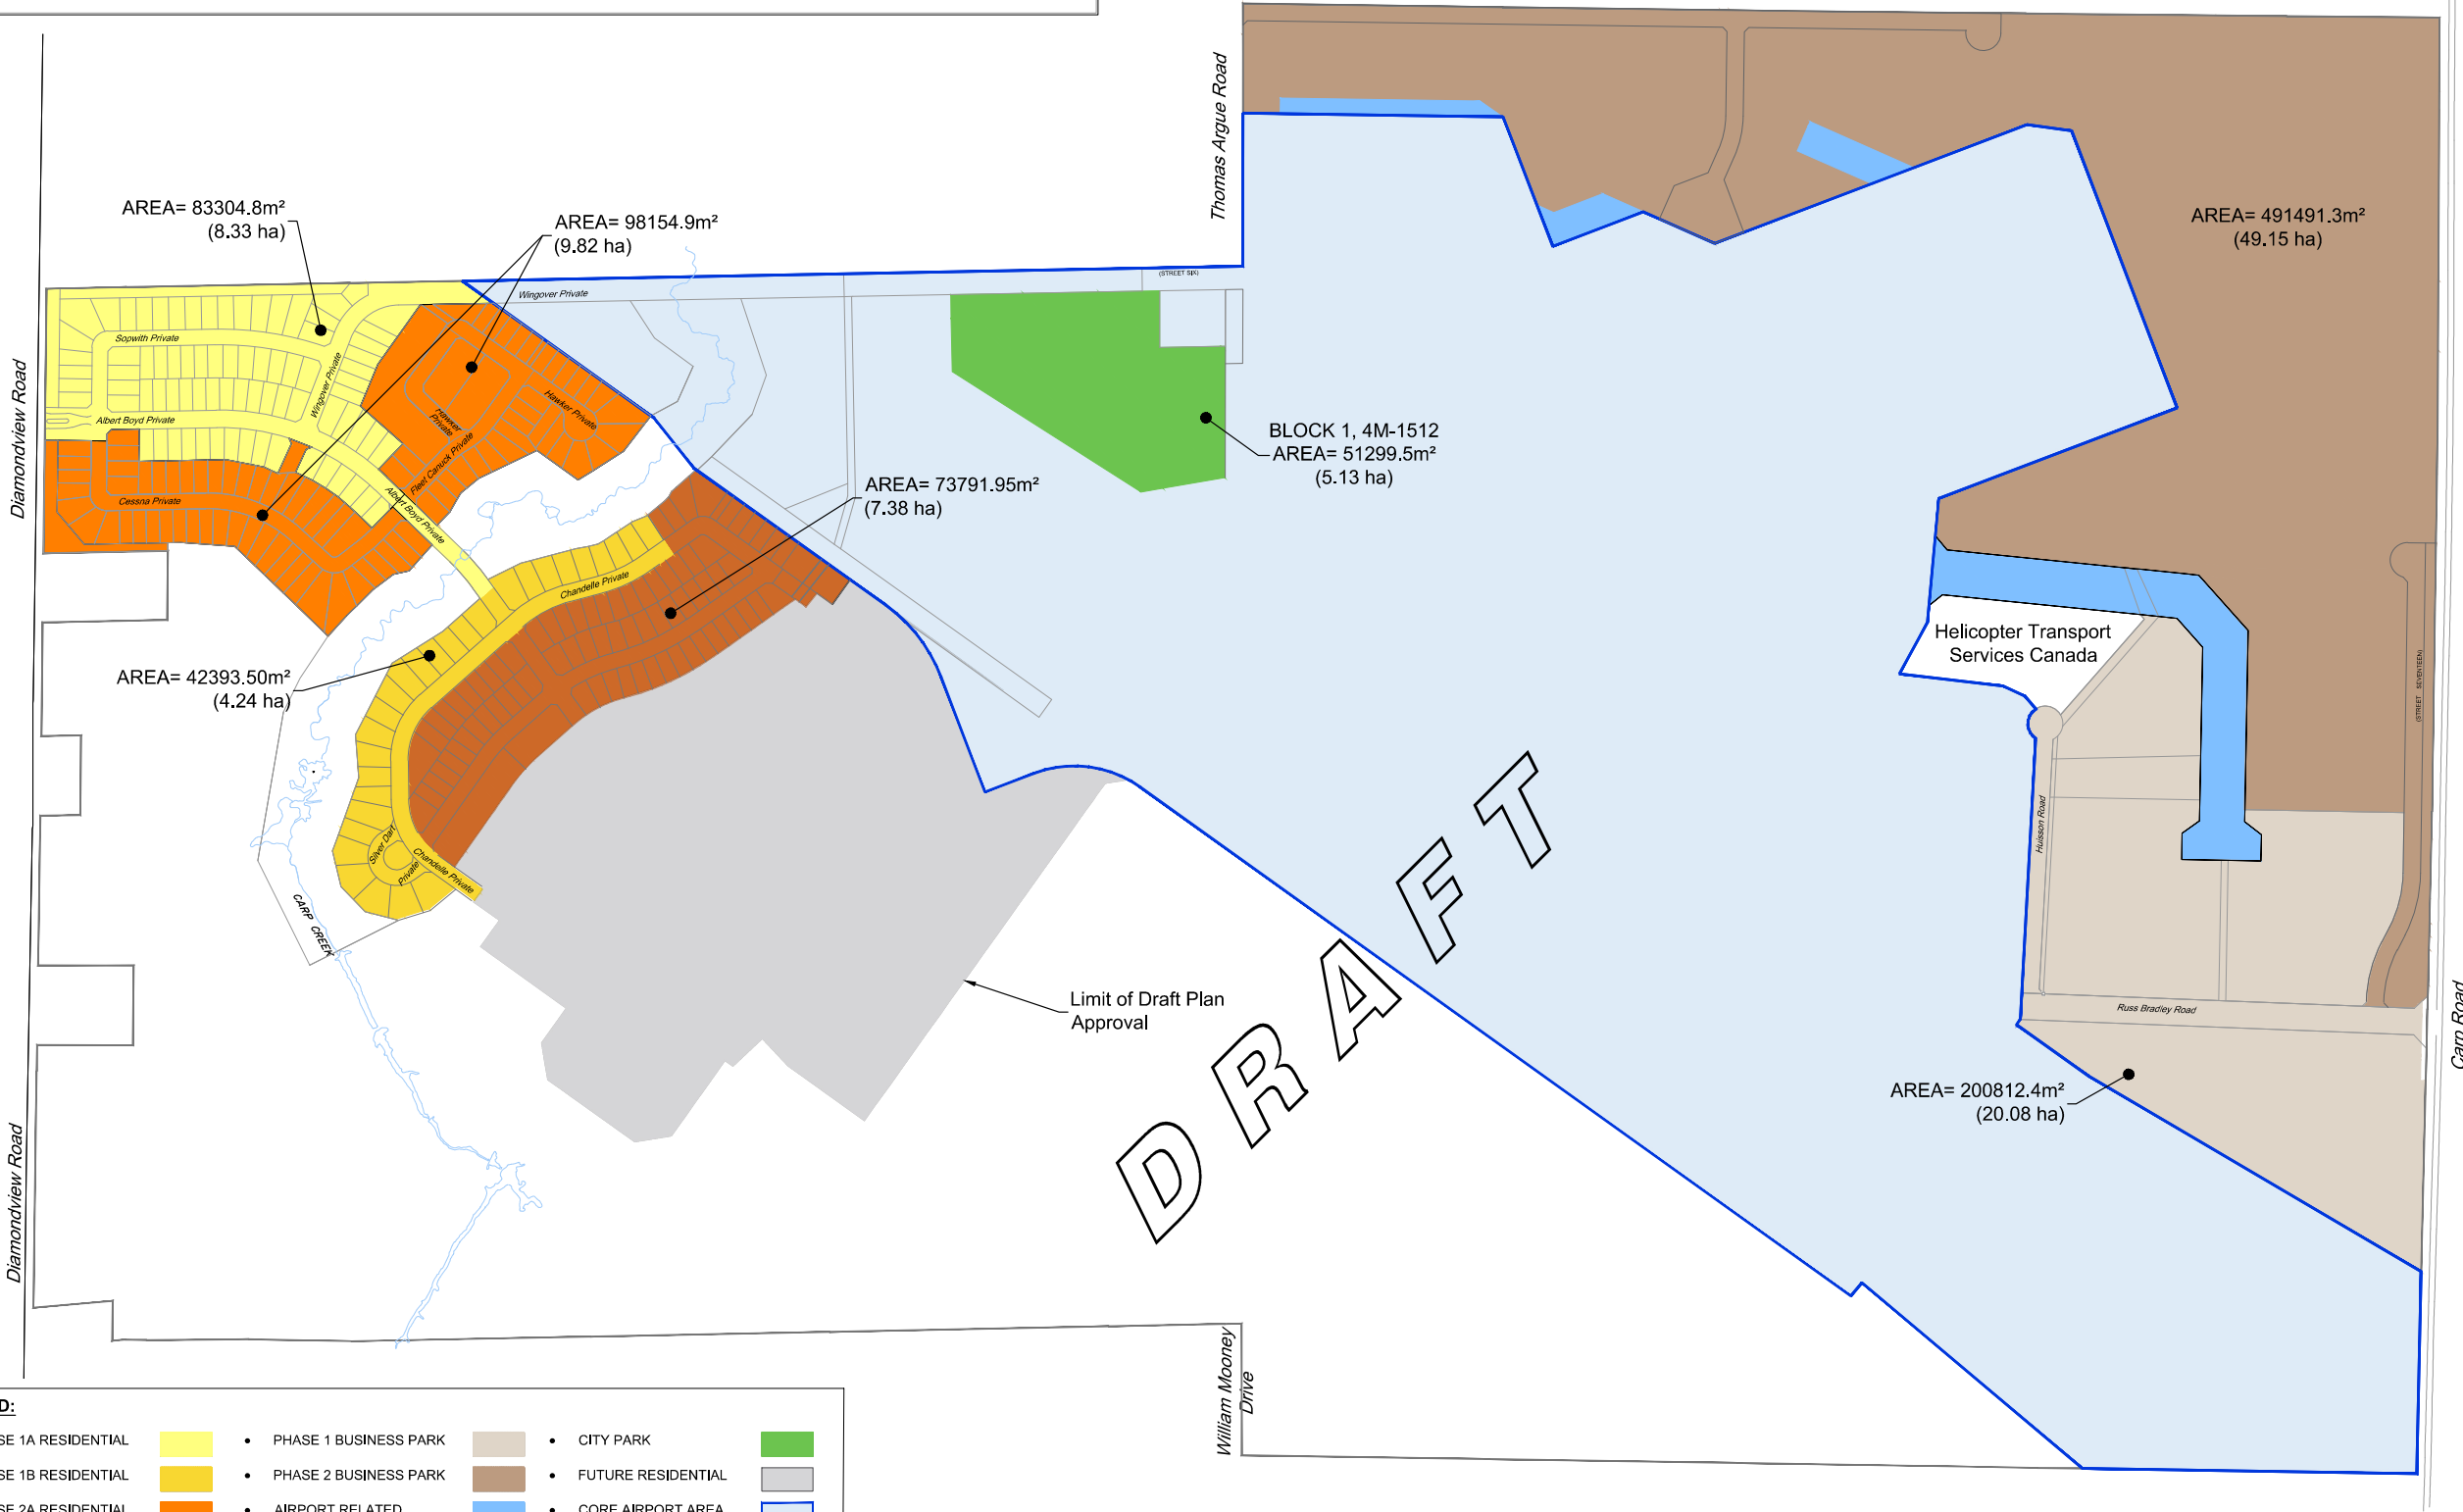 Thomas Argue Road
AREA= 83304.8m²
(8.33 ha)
AREA= 98154.9m²
(9.82 ha)
AREA= 491491.3m²
(49.15 ha)
(STREET SIX)
Wingover Private
Sopwith Private
Wingover Private
Diamondview Road
Albert Boyd Private
Hawker
Private
Hawker Private
Fleet Canuck Private
BLOCK 1, 4M-1512
AREA= 51299.5m²
(5.13 ha)
AREA= 73791.95m²
(7.38 ha)
Cessna Private
Albert Boyd Private
Chandelle Private
Helicopter Transport
Services Canada
(STREET SEVENTEEN)
AREA= 42393.50m²
(4.24 ha)
Huisson Road
Silver Dart
Private
Chandelle Private
CARP CREEK
Limit of Draft Plan
Approval
DRAFT
Russ Bradley Road
Carp Road
AREA= 200812.4m²
(20.08 ha)
Diamondview Road
William Mooney
Drive
D:
SE 1A RESIDENTIAL
• PHASE 1 BUSINESS PARK
• CITY PARK
SE 1B RESIDENTIAL
• PHASE 2 BUSINESS PARK
• FUTURE RESIDENTIAL
SE 2A RESIDENTIAL
• AIRPORT RELATED
• CORE AIRPORT AREA